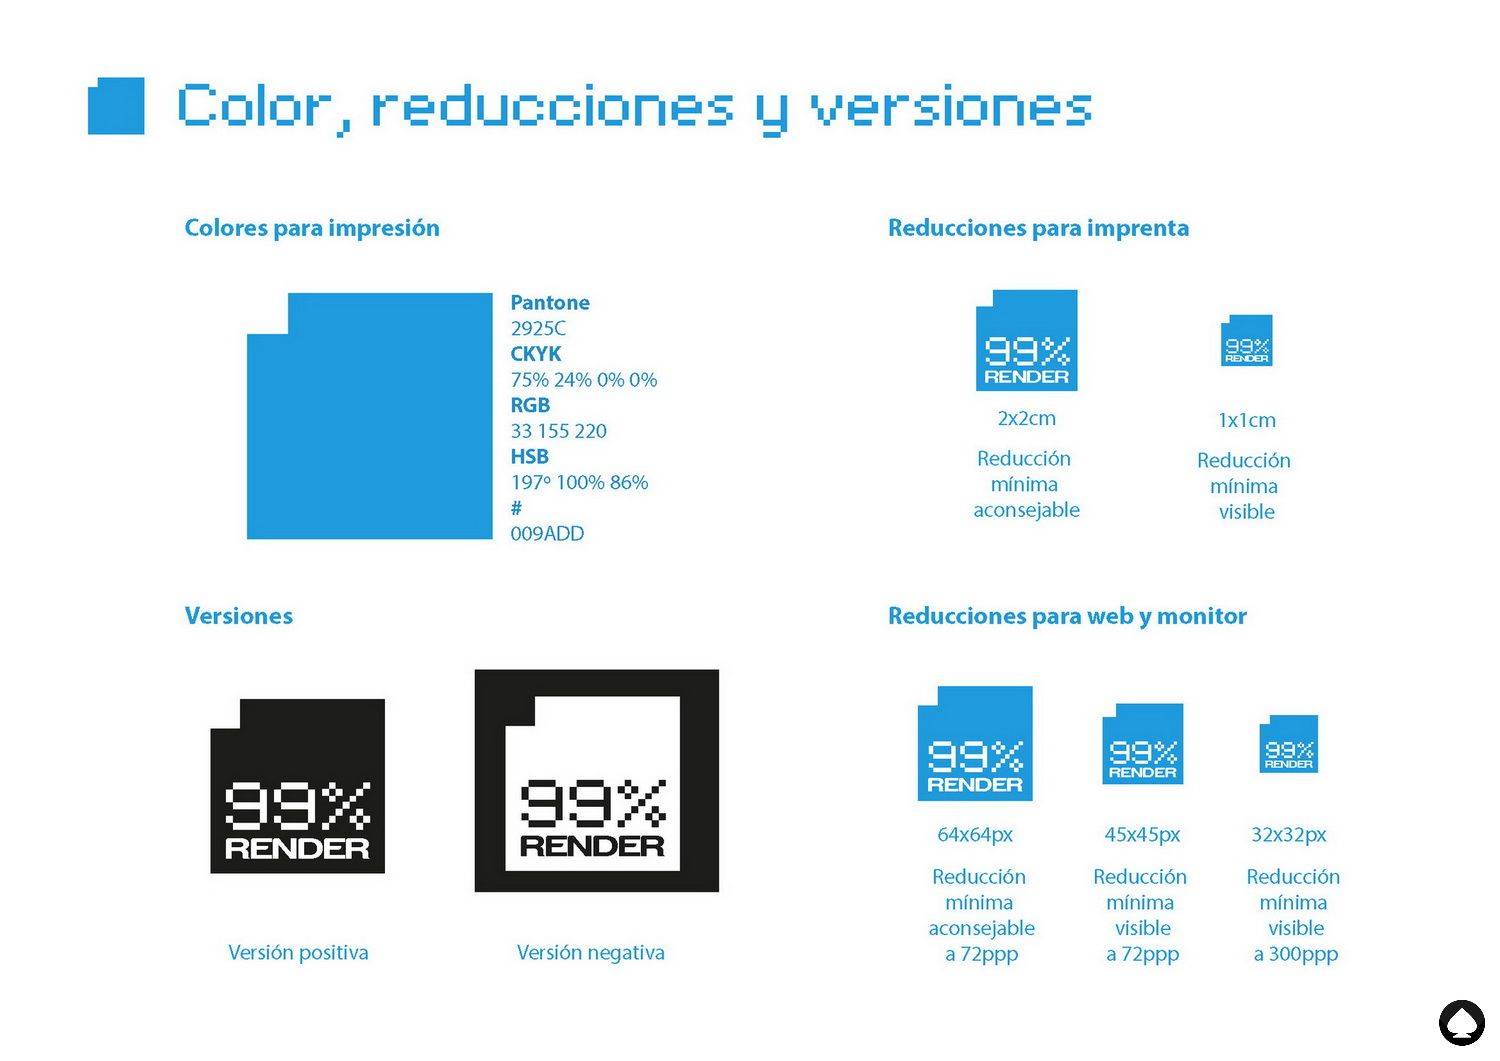 Color, reducciones y versiones
Colores para impresión
Pantone
2925C
CKYK
75% 24% 0% 0%
RGB
33 155 220
HSB
197º 100% 86%
#
009ADD
Reducciones para imprenta
99%
RENDER
2x2cm
Reducción
mínima
aconsejable
99%
RENDER
1x1cm
Reducción
mínima
visible
Versiones
99%
RENDER
Versión positiva
99%
RENDER
Versión negativa
Reducciones para web y monitor
99%
RENDER
64x64px
Reducción
mínima
aconsejable
a 72ppp
99%
RENDER
45x45px
Reducción
mínima
visible
a 72ppp
99%
RENDER
32x32px
Reducción
mínima
visible
a 300ppp